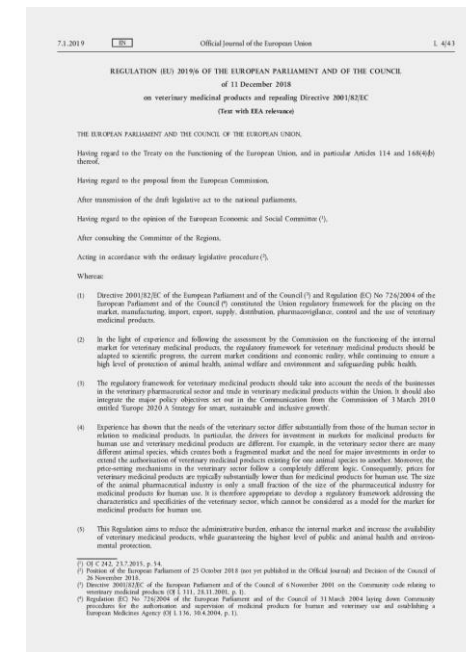 7.1.2019 EN Official Journal of the European Union L 4/43
REGULATION (EU) 2019/6 OF THE EUROPEAN PARLIAMENT AND OF THE COUNCIL
of 11 December 2018
on veterinary medicinal products and repealing Directive 2001/82/EC
(Text with EEA relevance)
THE EUROPEAN PARLIAMENT AND THE COUNCIL OF THE EUROPEAN UNION,
Having regard to the Treaty on the Functioning of the European Union, and in particular Articles 114 and 168(4)(b)
thereof,
Having regard to the proposal from the European Commission,
After transmission of the draft legislative act to the national parliaments,
Having regard to the opinion of the European Economic and Social Committee (¹),
After consulting the Committee of the Regions,
Acting in accordance with the ordinary legislative procedure (²),
Whereas:
(1) Directive 2001/82/EC of the European Parliament and of the Council (³) and Regulation (EC) No 726/2004 of the
European Parliament and of the Council (⁴) constituted the Union regulatory framework for the placing on the
market, manufacturing, import, export, supply, distribution, pharmacovigilance, control and the use of veterinary
medicinal products.
(2) In the light of experience and following the assessment by the Commission on the functioning of the internal
market for veterinary medicinal products, the regulatory framework for veterinary medicinal products should be
adapted to scientific progress, the current market conditions and economic reality, while continuing to ensure a
high level of protection of animal health, animal welfare and environment and safeguarding public health.
(3) The regulatory framework for veterinary medicinal products should take into account the needs of the businesses
in the veterinary pharmaceutical sector and trade in veterinary medicinal products within the Union. It should also
integrate the major policy objectives set out in the Communication from the Commission of 3 March 2010
entitled 'Europe 2020 A Strategy for smart, sustainable and inclusive growth'.
(4) Experience has shown that the needs of the veterinary sector differ substantially from those of the human sector in
relation to medicinal products. In particular, the drivers for investment in markets for medicinal products for
human use and veterinary medicinal products are different. For example, in the veterinary sector there are many
different animal species, which creates both a fragmented market and the need for major investments in order to
extend the authorisation of veterinary medicinal products existing for one animal species to another. Moreover, the
price-setting mechanisms in the veterinary sector follow a completely different logic. Consequently, prices for
veterinary medicinal products are typically substantially lower than for medicinal products for human use. The size
of the animal pharmaceutical industry is only a small fraction of the size of the pharmaceutical industry for
medicinal products for human use. It is therefore appropriate to develop a regulatory framework addressing the
characteristics and specificities of the veterinary sector, which cannot be considered as a model for the market for
medicinal products for human use.
(5) This Regulation aims to reduce the administrative burden, enhance the internal market and increase the availability
of veterinary medicinal products, while guaranteeing the highest level of public and animal health and environ-
mental protection.
(¹) OJ C 242, 23.7.2015, p. 54.
(²) Position of the European Parliament of 25 October 2018 (not yet published in the Official Journal) and Decision of the Council of
26 November 2018.
(³) Directive 2001/82/EC of the European Parliament and of the Council of 6 November 2001 on the Community code relating to
veterinary medicinal products (OJ L 311, 28.11.2001, p. 1).
(⁴) Regulation (EC) No 726/2004 of the European Parliament and of the Council of 31 March 2004 laying down Community
procedures for the authorisation and supervision of medicinal products for human and veterinary use and establishing a
European Medicines Agency (OJ L 136, 30.4.2004, p. 1).